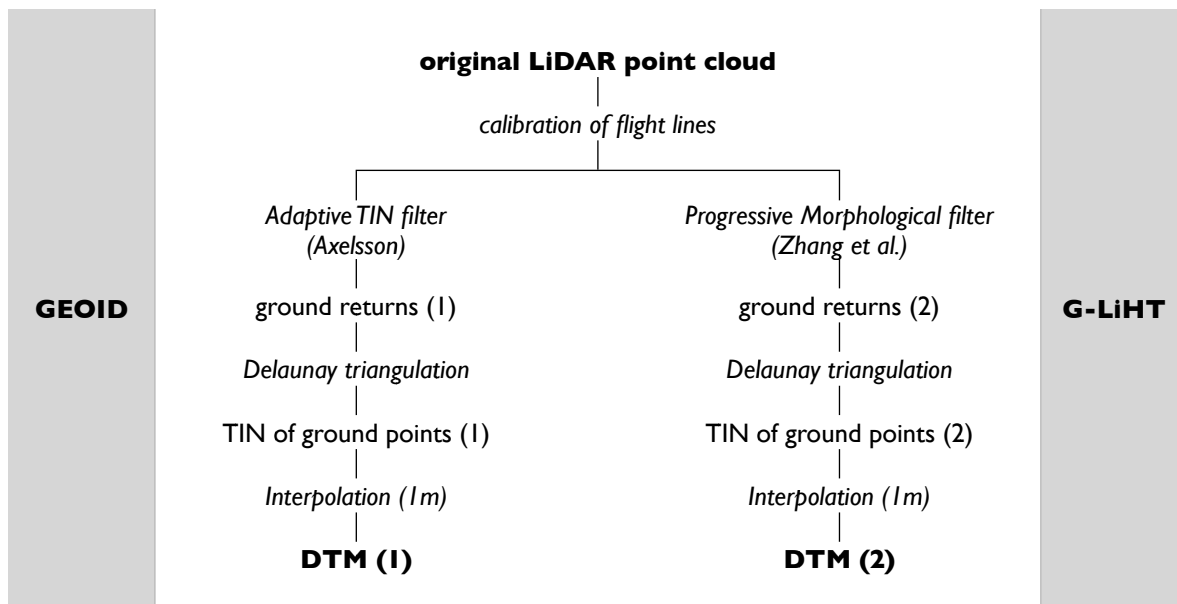 original LiDAR point cloud
calibration of flight lines
Adaptive TIN filter
(Axelsson)
Progressive Morphological filter
(Zhang et al.)
GEOID
ground returns (1)
ground returns (2)
G-LiHT
Delaunay triangulation
Delaunay triangulation
TIN of ground points (1)
TIN of ground points (2)
Interpolation (1m)
Interpolation (1m)
DTM (1)
DTM (2)